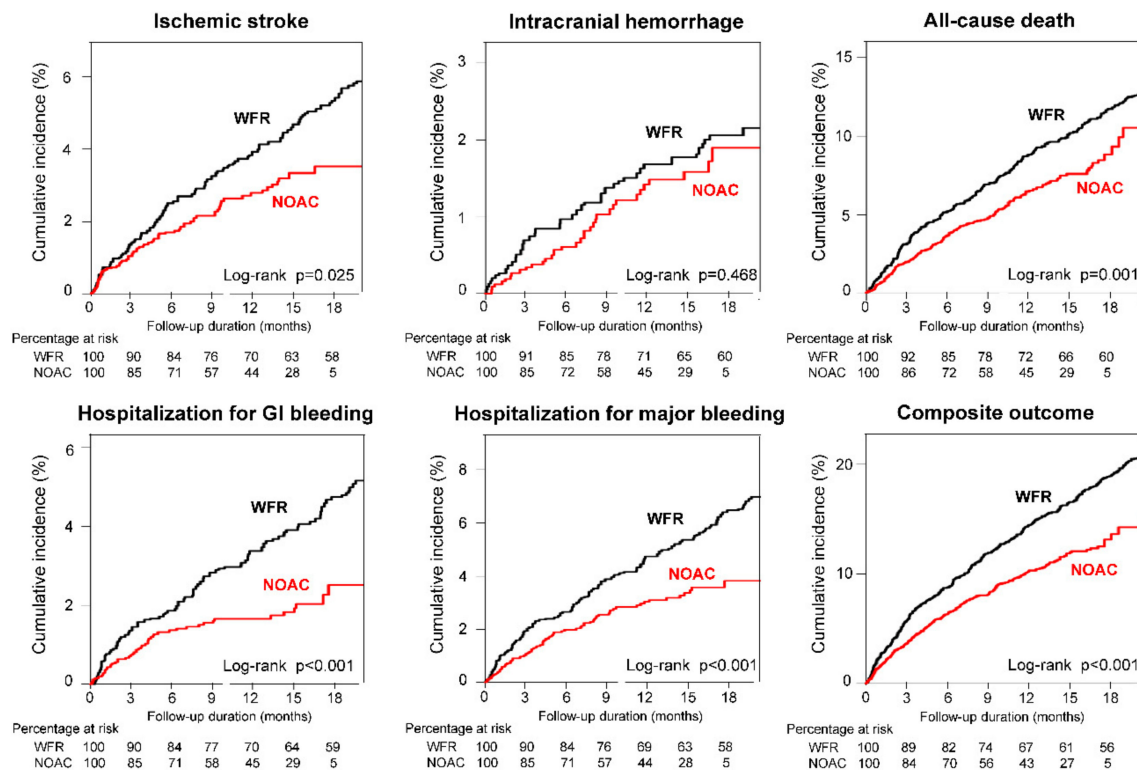 Ischemic stroke
Cumulative incidence (%)
6
4
2
0
WFR
NOAC
Log-rank p=0.025
0 3 6 9 12 15 18
Follow-up duration (months)
Percentage at risk
WFR 100 90 84 76 70 63 58
NOAC 100 85 71 57 44 28 5
Intracranial hemorrhage
Cumulative incidence (%)
3
2
1
0
WFR
NOAC
Log-rank p=0.468
0 3 6 9 12 15 18
Follow-up duration (months)
Percentage at risk
WFR 100 91 85 78 71 65 60
NOAC 100 85 72 58 45 29 5
All-cause death
Cumulative incidence (%)
15
10
5
0
WFR
NOAC
Log-rank p=0.001
0 3 6 9 12 15 18
Follow-up duration (months)
Percentage at risk
WFR 100 92 85 78 72 66 60
NOAC 100 86 72 58 45 29 5
Hospitalization for GI bleeding
Cumulative incidence (%)
6
4
2
0
WFR
NOAC
Log-rank p<0.001
0 3 6 9 12 15 18
Follow-up duration (months)
Percentage at risk
WFR 100 90 84 77 70 64 59
NOAC 100 85 71 58 45 29 5
Hospitalization for major bleeding
Cumulative incidence (%)
8
6
4
2
0
WFR
NOAC
Log-rank p<0.001
0 3 6 9 12 15 18
Follow-up duration (months)
Percentage at risk
WFR 100 90 84 76 69 63 58
NOAC 100 85 71 57 44 28 5
Composite outcome
Cumulative incidence (%)
20
10
0
WFR
NOAC
Log-rank p<0.001
0 3 6 9 12 15 18
Follow-up duration (months)
Percentage at risk
WFR 100 89 82 74 67 61 56
NOAC 100 84 70 56 43 27 5